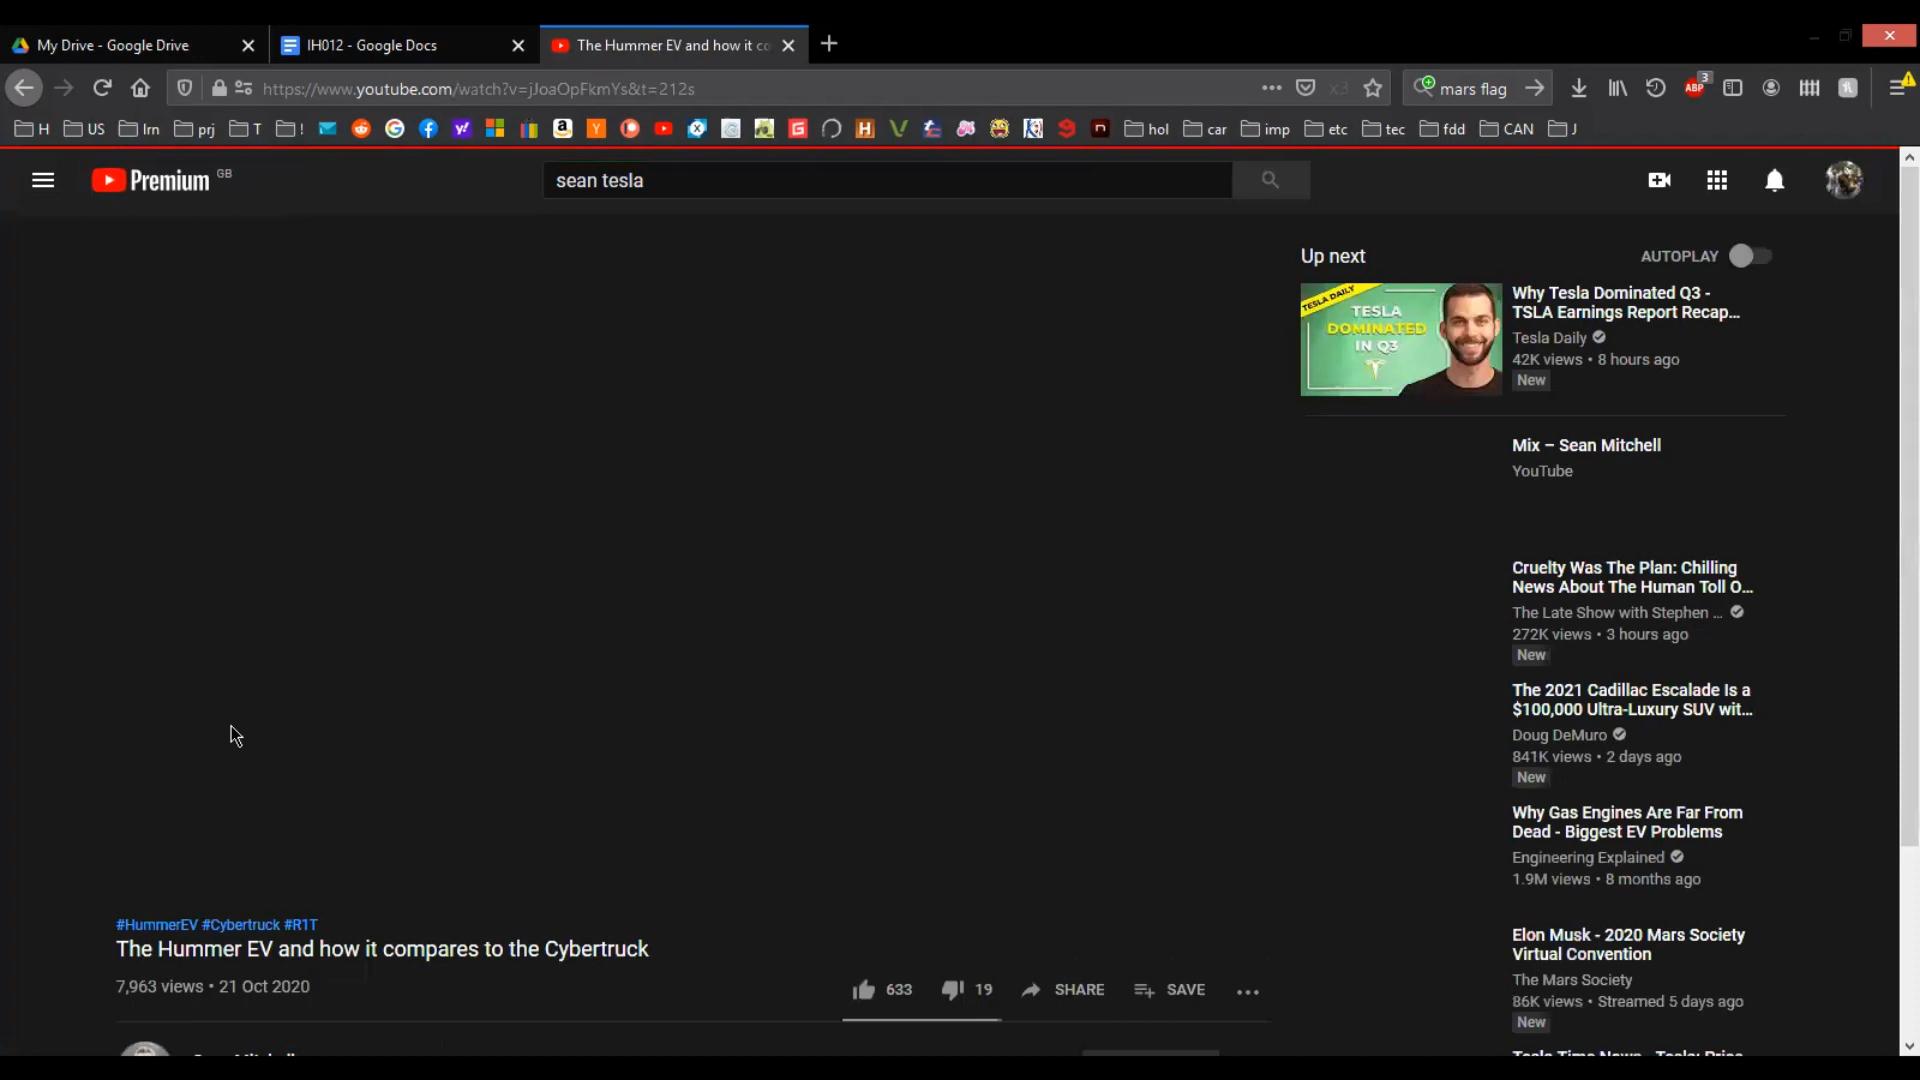 My Drive - Google Drive
IH012 - Google Docs
The Hummer EV and how it co
https://www.youtube.com/watch?v=jJoaOpFkmYs&t=212s
x3
mars flag
ABP
3
H
US
lrn
prj
T
!
hol
car
imp
etc
tec
fdd
CAN
J
Premium
GB
sean tesla
Up next
AUTOPLAY
TESLA DAILY
TESLA
DOMINATED
IN Q3
Why Tesla Dominated Q3 -
TSLA Earnings Report Recap...
Tesla Daily
42K views • 8 hours ago
New
Mix – Sean Mitchell
YouTube
Cruelty Was The Plan: Chilling
News About The Human Toll O...
The Late Show with Stephen ...
272K views • 3 hours ago
New
The 2021 Cadillac Escalade Is a
$100,000 Ultra-Luxury SUV wit...
Doug DeMuro
841K views • 2 days ago
New
Why Gas Engines Are Far From
Dead - Biggest EV Problems
Engineering Explained
1.9M views • 8 months ago
Elon Musk - 2020 Mars Society
Virtual Convention
The Mars Society
86K views • Streamed 5 days ago
New
#HummerEV #Cybertruck #R1T
The Hummer EV and how it compares to the Cybertruck
7,963 views • 21 Oct 2020
633
19
SHARE
SAVE